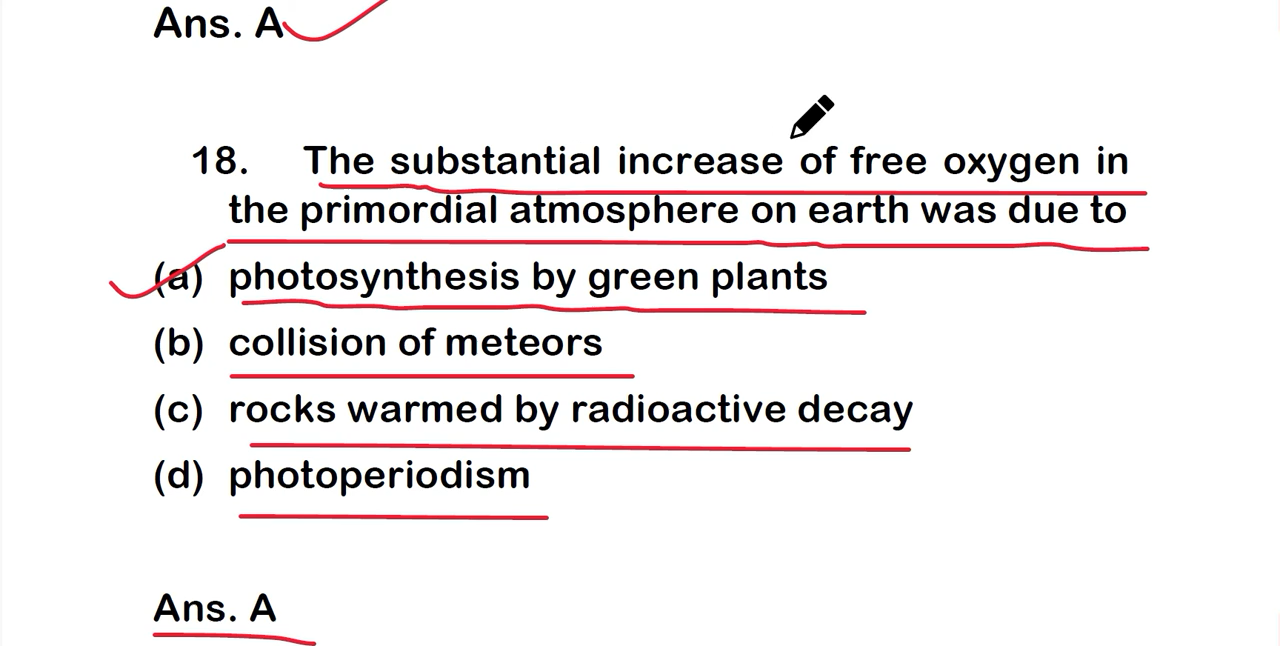 Ans. A
18. The substantial increase of free oxygen in
the primordial atmosphere on earth was due to
(a) photosynthesis by green plants
(b) collision of meteors
(c) rocks warmed by radioactive decay
(d) photoperiodism
Ans. A